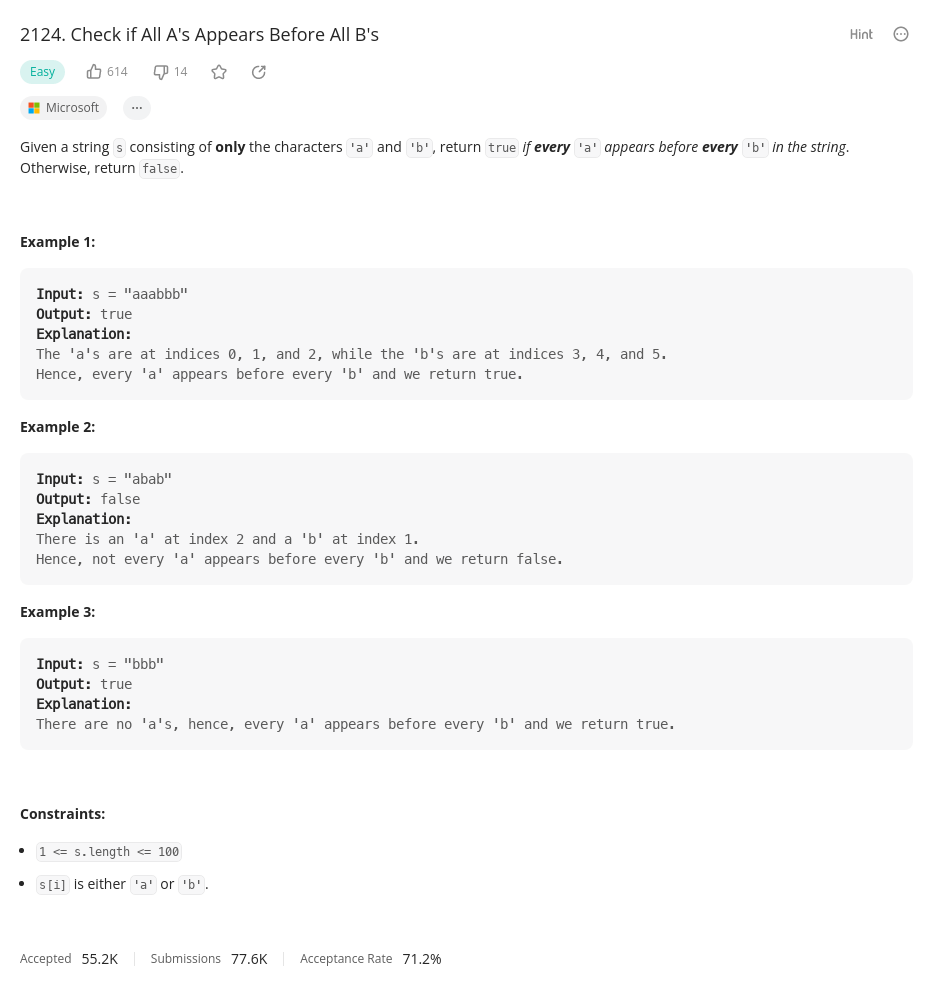 2124. Check if All A's Appears Before All B's
Hint
Easy 614 14
Microsoft ...
Given a string s consisting of only the characters 'a' and 'b', return true if every 'a' appears before every 'b' in the string.
Otherwise, return false.
Example 1:
Input: s = "aaabbb"
Output: true
Explanation:
The 'a's are at indices 0, 1, and 2, while the 'b's are at indices 3, 4, and 5.
Hence, every 'a' appears before every 'b' and we return true.
Example 2:
Input: s = "abab"
Output: false
Explanation:
There is an 'a' at index 2 and a 'b' at index 1.
Hence, not every 'a' appears before every 'b' and we return false.
Example 3:
Input: s = "bbb"
Output: true
Explanation:
There are no 'a's, hence, every 'a' appears before every 'b' and we return true.
Constraints:
• 1 <= s.length <= 100
• s[i] is either 'a' or 'b'.
Accepted 55.2K Submissions 77.6K Acceptance Rate 71.2%